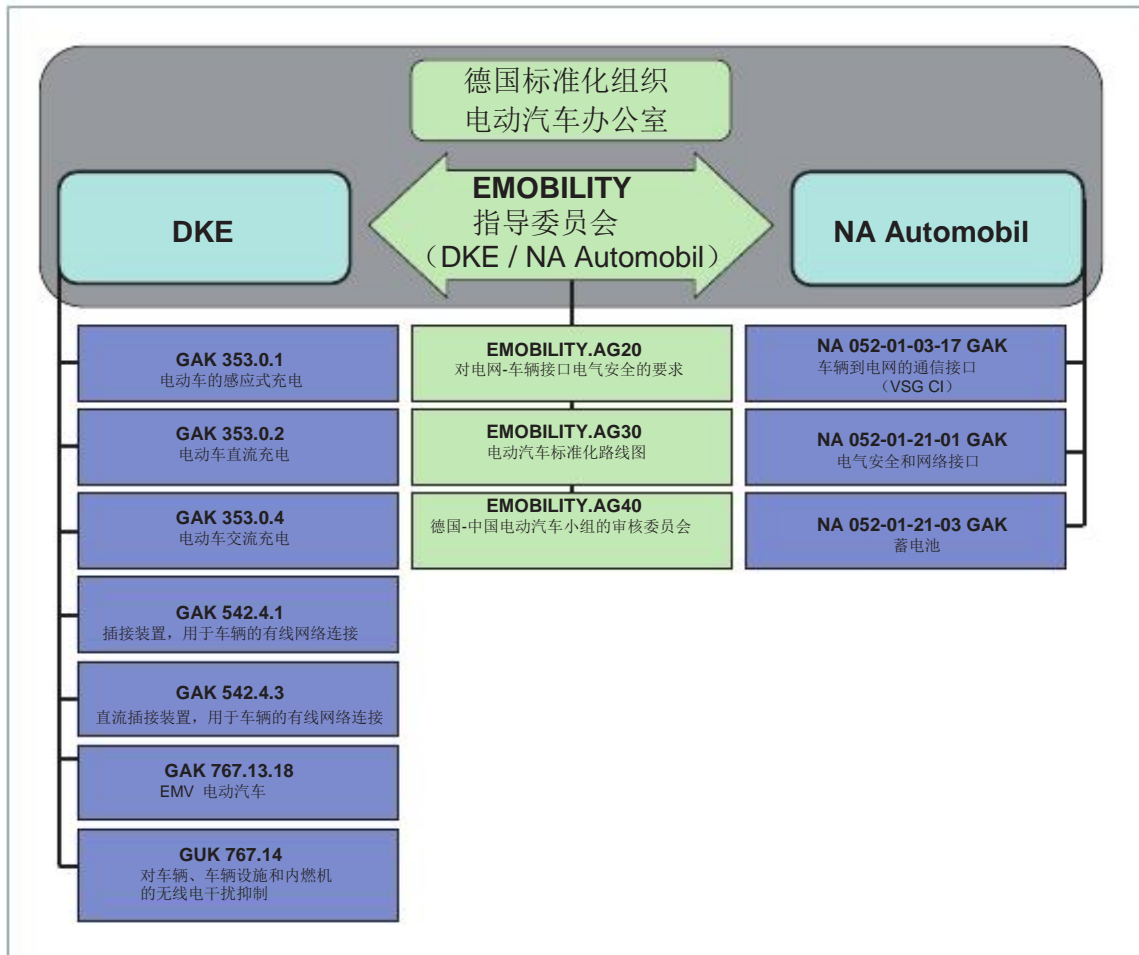 德国标准化组织
电动汽车办公室
DKE
EMOBILITY
指导委员会
（DKE / NA Automobil）
NA Automobil
GAK 353.0.1
电动车的感应式充电
GAK 353.0.2
电动车直流充电
GAK 353.0.4
电动车交流充电
GAK 542.4.1
插接装置，用于车辆的有线网络连接
GAK 542.4.3
直流插接装置，用于车辆的有线网络连接
GAK 767.13.18
EMV 电动汽车
GUK 767.14
对车辆、车辆设施和内燃机
的无线电干扰抑制
EMOBILITY.AG20
对电网-车辆接口电气安全的要求
EMOBILITY.AG30
电动汽车标准化路线图
EMOBILITY.AG40
德国-中国电动汽车小组的审核委员会
NA 052-01-03-17 GAK
车辆到电网的通信接口
（VSG CI）
NA 052-01-21-01 GAK
电气安全和网络接口
NA 052-01-21-03 GAK
蓄电池